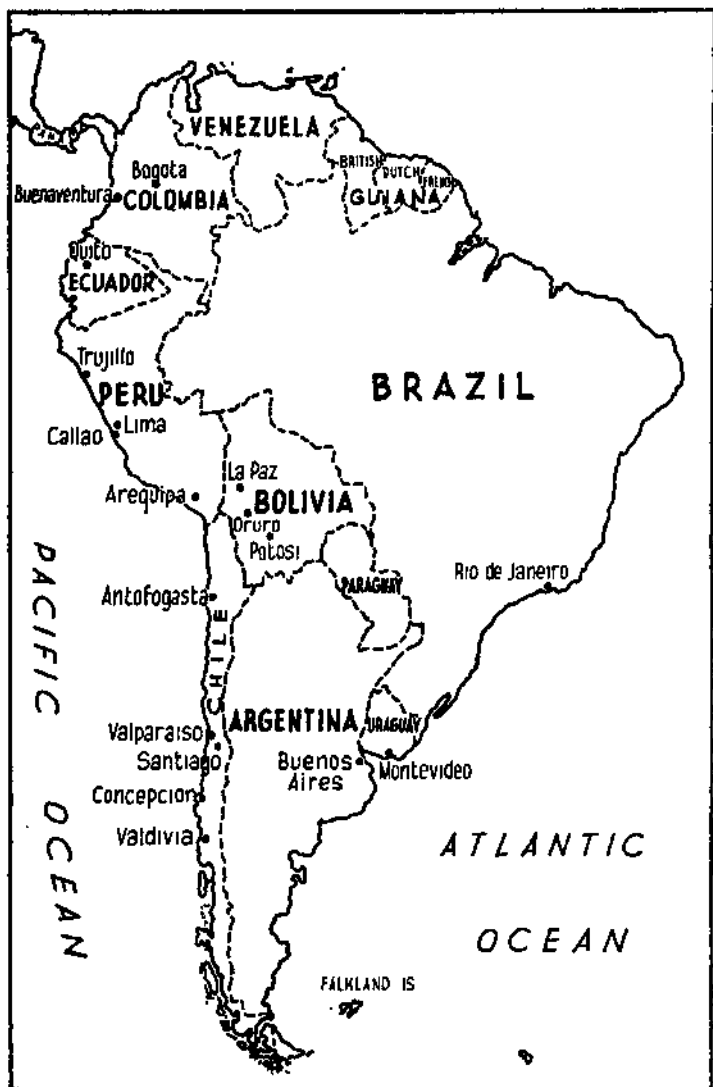 VENEZUELA
BRITISH
DUTCH
FRENCH
GUIANA
Bogota
Buenaventura
COLOMBIA
Quito
ECUADOR
BRAZIL
Trujillo
PERU
Lima
Callao
La Paz
Arequipa
BOLIVIA
Oruro
Potosi
PARAGUAY
Rio de Janeiro
Antofogasta
CHILE
PACIFIC
OCEAN
ARGENTINA
URAGUAY
Valparaiso
Santiago
Buenos
Aires
Montevideo
Concepcion
Valdivia
ATLANTIC
OCEAN
FALKLAND IS